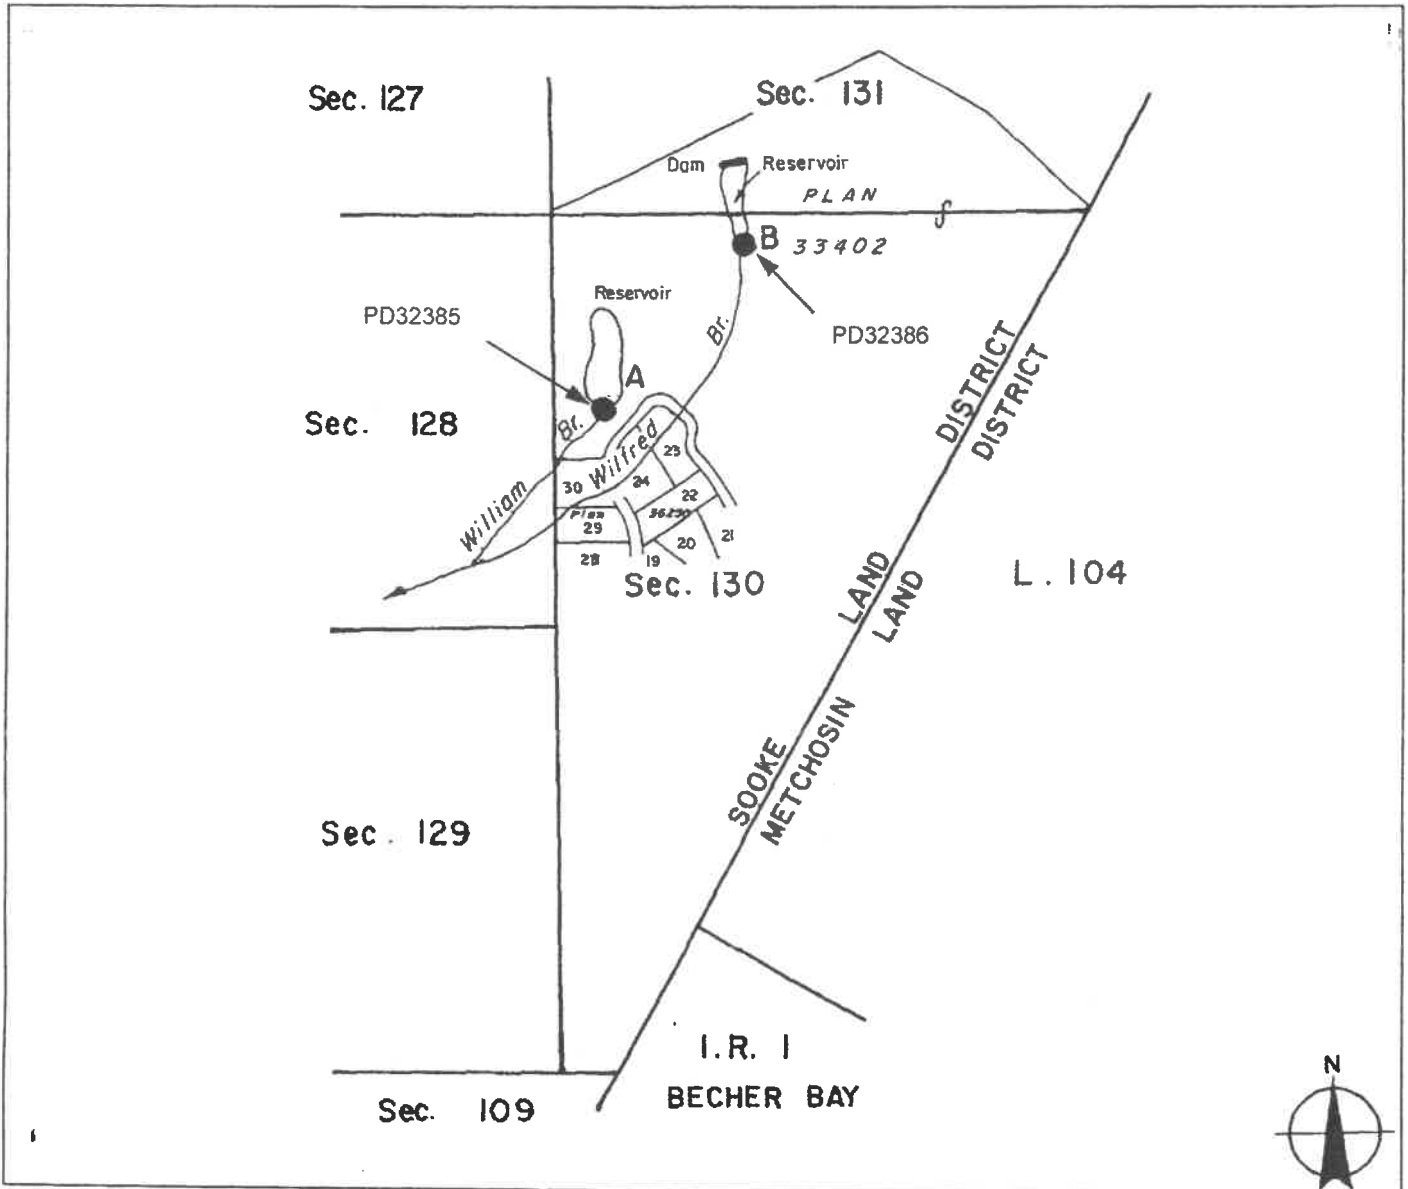 Sec. 127
Sec. 131
Dam
Reservoir
PLAN
B
33402
Reservoir
PD32385
PD32386
Br.
A
Sec. 128
Br.
Wilfred
William
23
24
30
22
Plan
29
21
20
28
19
Sec. 130
L. 104
SOOKE LAND DISTRICT
METCHOSIN LAND DISTRICT
Sec. 129
I.R. 1
BECHER BAY
Sec. 109
N